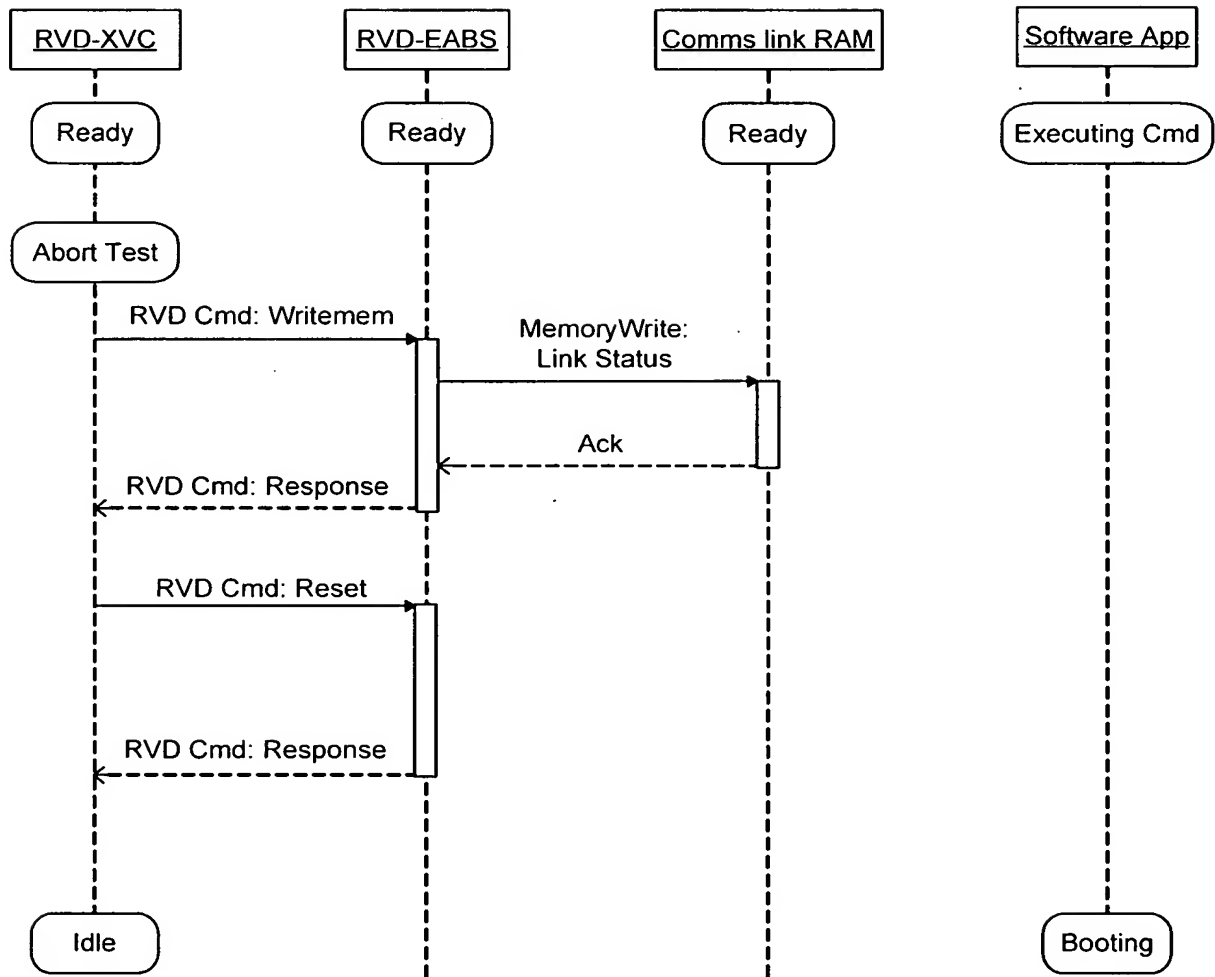 RVD-XVC
RVD-EABS
Comms link RAM
Software App
Ready
Ready
Ready
Executing Cmd
Abort Test
RVD Cmd: Writemem
MemoryWrite:
Link Status
Ack
RVD Cmd: Response
RVD Cmd: Reset
RVD Cmd: Response
Idle
Booting